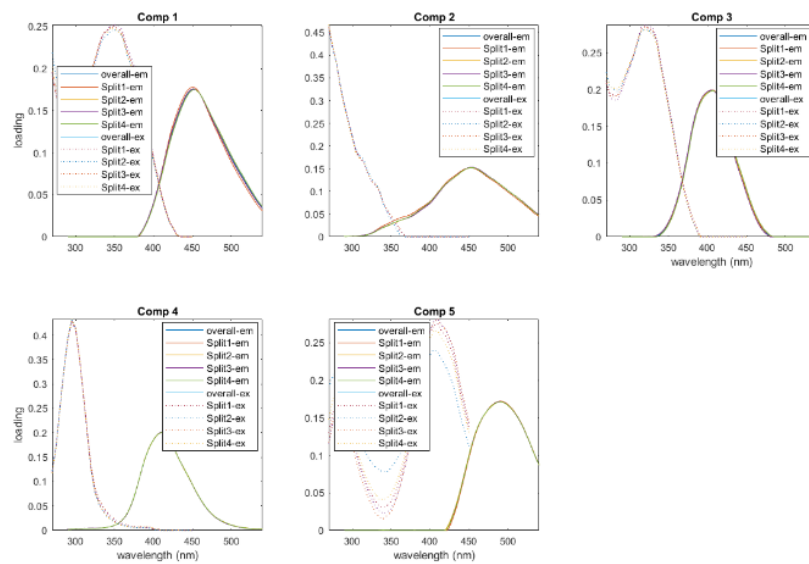 Comp 1
0.25
0.2
0.15
0.1
0.05
0
loading
overall-em
Split1-em
Split2-em
Split3-em
Split4-em
overall-ex
Split1-ex
Split2-ex
Split3-ex
Split4-ex
300 350 400 450 500
Comp 2
0.45
0.4
0.35
0.3
0.25
0.2
0.15
0.1
0.05
0
overall-em
Split1-em
Split2-em
Split3-em
Split4-em
overall-ex
Split1-ex
Split2-ex
Split3-ex
Split4-ex
300 350 400 450 500
Comp 3
0.25
0.2
0.15
0.1
0.05
0
overall-em
Split1-em
Split2-em
Split3-em
Split4-em
overall-ex
Split1-ex
Split2-ex
Split3-ex
Split4-ex
300 350 400 450 500
wavelength (nm)
Comp 4
0.4
0.35
0.3
0.25
0.2
0.15
0.1
0.05
0
loading
overall-em
Split1-em
Split2-em
Split3-em
Split4-em
overall-ex
Split1-ex
Split2-ex
Split3-ex
Split4-ex
300 350 400 450 500
wavelength (nm)
Comp 5
0.25
0.2
0.15
0.1
0.05
0
overall-em
Split1-em
Split2-em
Split3-em
Split4-em
overall-ex
Split1-ex
Split2-ex
Split3-ex
Split4-ex
300 350 400 450 500
wavelength (nm)